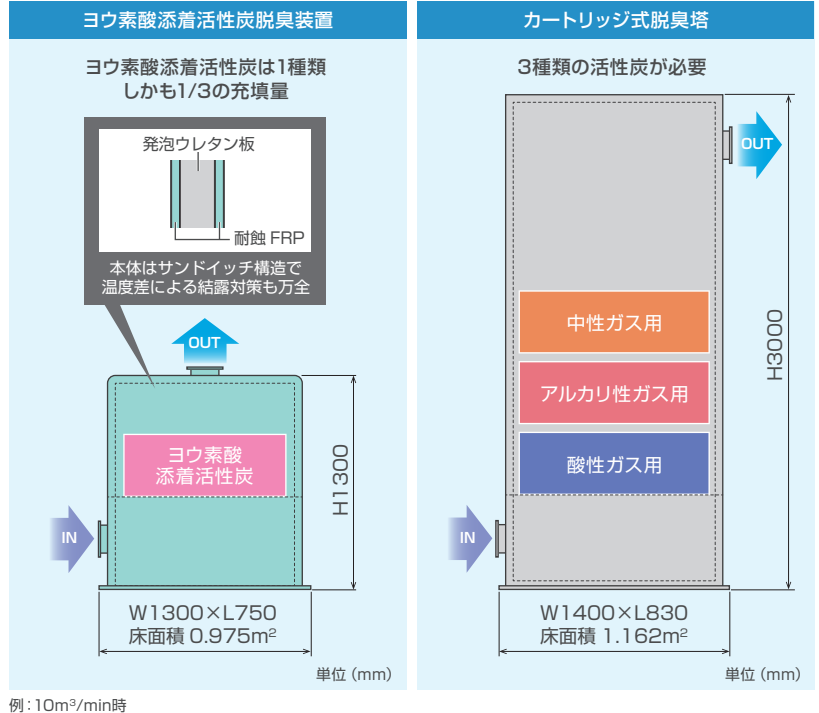 ヨウ素酸添着活性炭脱臭装置
ヨウ素酸添着活性炭は1種類
しかも1/3の充填量
発泡ウレタン板
耐蝕 FRP
本体はサンドイッチ構造で
温度差による結露対策も万全
OUT
ヨウ素酸
添着活性炭
IN
H1300
W1300×L750
床面積 0.975m²
単位（mm）
カートリッジ式脱臭塔
3種類の活性炭が必要
OUT
中性ガス用
アルカリ性ガス用
酸性ガス用
IN
H3000
W1400×L830
床面積 1.162m²
単位（mm）
例：10m³/min時